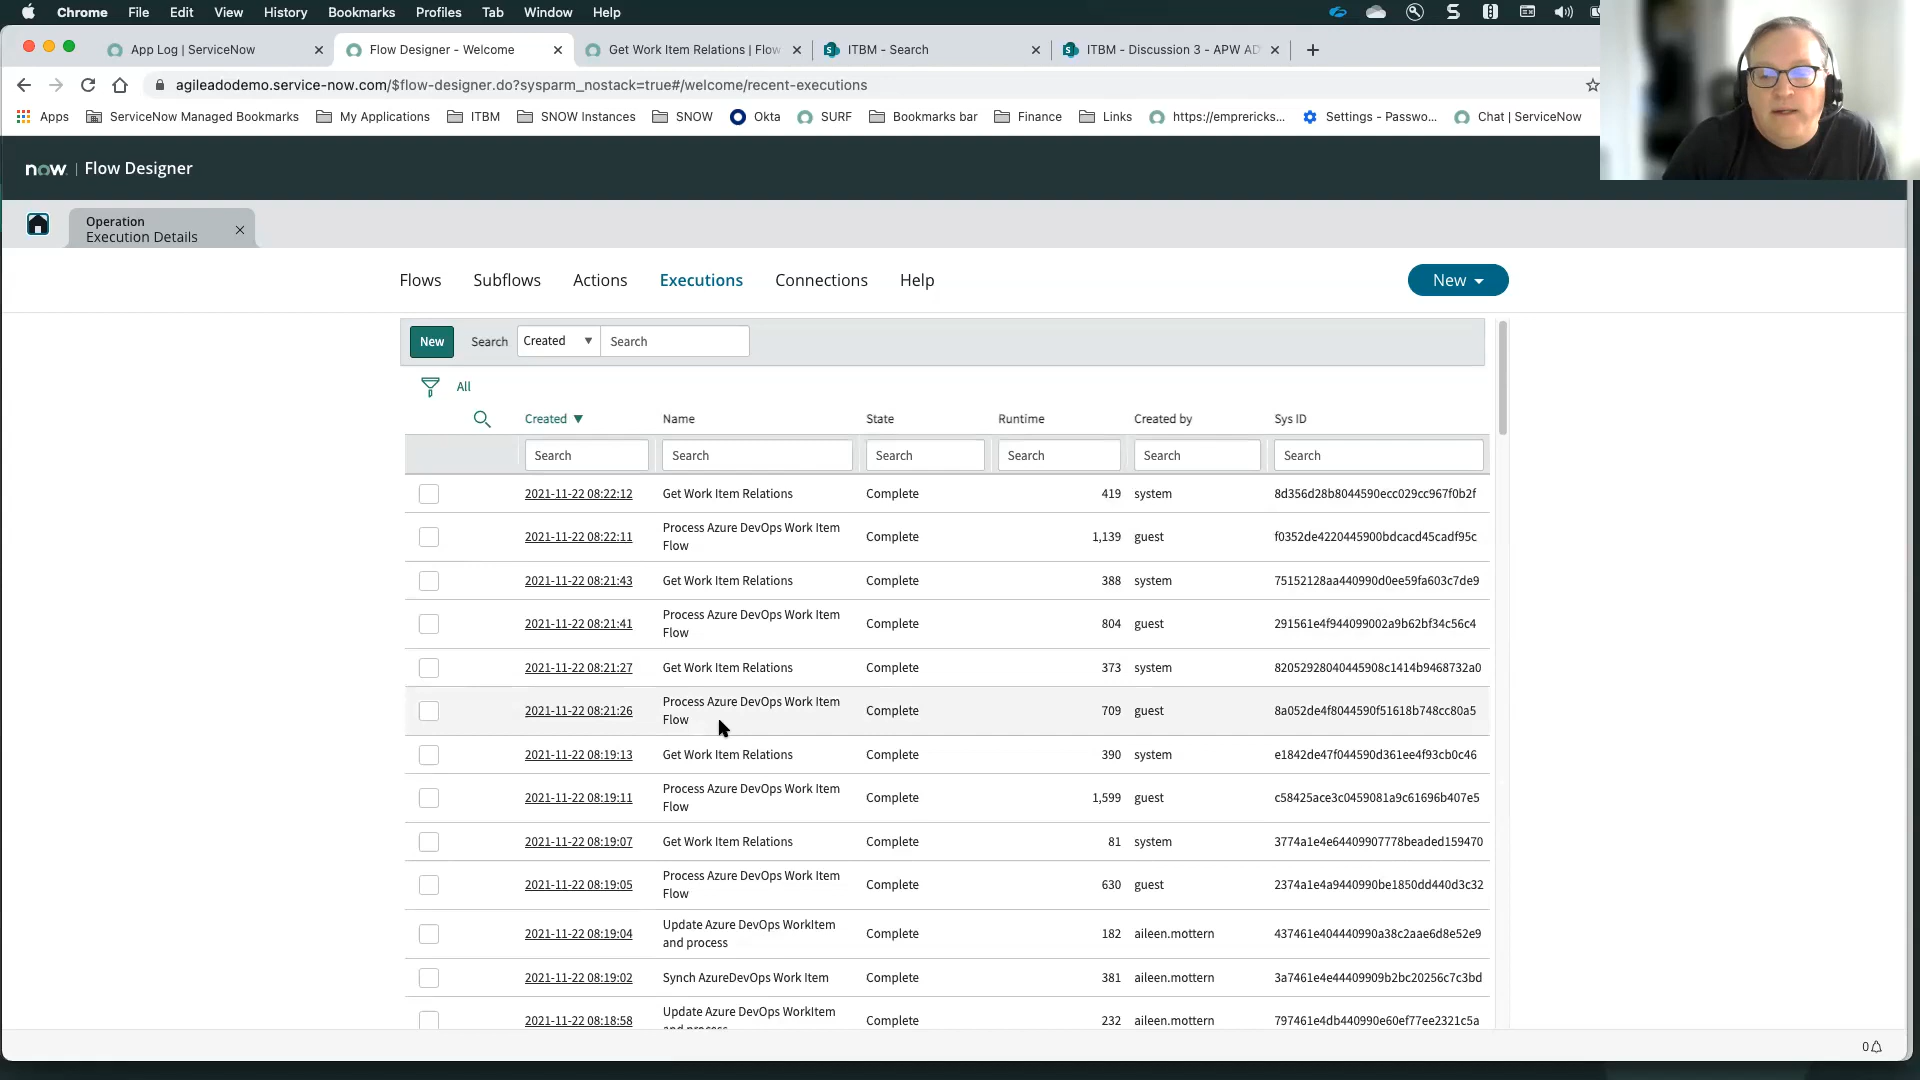 Chrome File Edit View History Bookmarks Profiles Tab Window Help
App Log | ServiceNow
Flow Designer - Welcome
Get Work Item Relations | Flow
ITBM - Search
ITBM - Discussion 3 - APW AD
agileadodemo.service-now.com/$flow-designer.do?sysparm_nostack=true#/welcome/recent-executions
Apps ServiceNow Managed Bookmarks My Applications ITBM SNOW Instances SNOW Okta SURF Bookmarks bar Finance Links https://emprericks... Settings - Passwo... Chat | ServiceNow
now | Flow Designer
Operation
Execution Details
Flows Subflows Actions Executions Connections Help New
New Search Created Search
All
Created Name State Runtime Created by Sys ID
Search Search Search Search Search Search
2021-11-22 08:22:12 Get Work Item Relations Complete 419 system 8d356d28b8044590ecc029cc967f0b2f
2021-11-22 08:22:11 Process Azure DevOps Work Item Flow Complete 1,139 guest f0352de4220445900bdcacd45cadf95c
2021-11-22 08:21:43 Get Work Item Relations Complete 388 system 75152128aa440990d0ee59fa603c7de9
2021-11-22 08:21:41 Process Azure DevOps Work Item Flow Complete 804 guest 291561e4f944099002a9b62bf34c56c4
2021-11-22 08:21:27 Get Work Item Relations Complete 373 system 82052928040445908c1414b9468732a0
2021-11-22 08:21:26 Process Azure DevOps Work Item Flow Complete 709 guest 8a052de4f8044590f51618b748cc80a5
2021-11-22 08:19:13 Get Work Item Relations Complete 390 system e1842de47f044590d361ee4f93cb0c46
2021-11-22 08:19:11 Process Azure DevOps Work Item Flow Complete 1,599 guest c58425ace3c0459081a9c61696b407e5
2021-11-22 08:19:07 Get Work Item Relations Complete 81 system 3774a1e4e64409907778beaded159470
2021-11-22 08:19:05 Process Azure DevOps Work Item Flow Complete 630 guest 2374a1e4a9440990be1850dd440d3c32
2021-11-22 08:19:04 Update Azure DevOps WorkItem and process Complete 182 aileen.mottern 437461e404440990a38c2aae6d8e52e9
2021-11-22 08:19:02 Synch AzureDevOps Work Item Complete 381 aileen.mottern 3a7461e4e44409909b2bc20256c7c3bd
2021-11-22 08:18:58 Update Azure DevOps WorkItem and process Complete 232 aileen.mottern 797461e4db440990e60ef77ee2321c5a
0